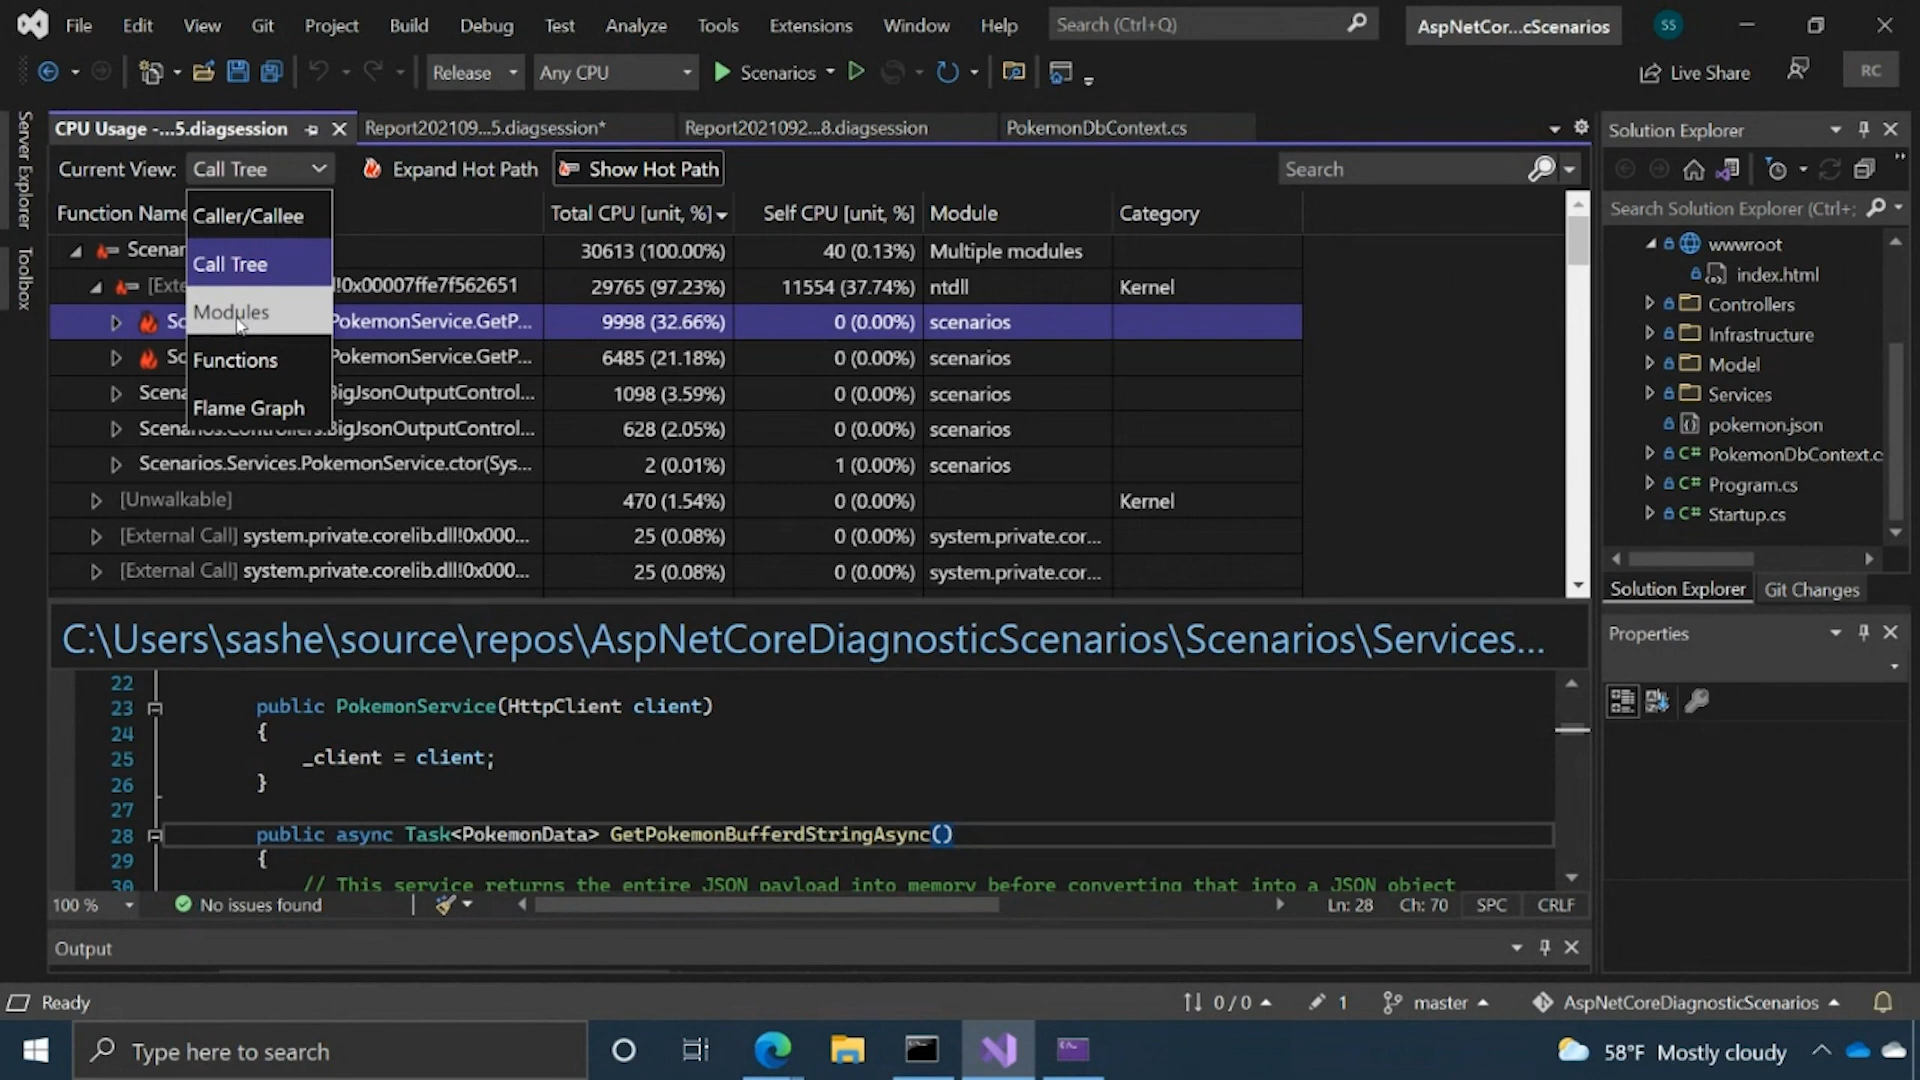 File Edit View Git Project Build Debug Test Analyze Tools Extensions Window Help Search (Ctrl+Q) AspNetCor...cScenarios SS
Release Any CPU Scenarios Live Share RC
Server Explorer
Toolbox
CPU Usage -...5.diagsession Report202109...5.diagsession* Report2021092...8.diagsession PokemonDbContext.cs
Current View: Call Tree Expand Hot Path Show Hot Path Search
Function Name Total CPU [unit, %] Self CPU [unit, %] Module Category
Caller/Callee
Call Tree
Modules
Functions
Flame Graph
Scenar 30613 (100.00%) 40 (0.13%) Multiple modules
[Exte !0x00007ffe7f562651 29765 (97.23%) 11554 (37.74%) ntdll Kernel
Sc PokemonService.GetP... 9998 (32.66%) 0 (0.00%) scenarios
Sc PokemonService.GetP... 6485 (21.18%) 0 (0.00%) scenarios
Scena BigJsonOutputControl... 1098 (3.59%) 0 (0.00%) scenarios
Scenarios.Controllers.BigJsonOutputControl... 628 (2.05%) 0 (0.00%) scenarios
Scenarios.Services.PokemonService.ctor(Sys... 2 (0.01%) 1 (0.00%) scenarios
[Unwalkable] 470 (1.54%) 0 (0.00%) Kernel
[External Call] system.private.corelib.dll!0x000... 25 (0.08%) 0 (0.00%) system.private.cor...
[External Call] system.private.corelib.dll!0x000... 25 (0.08%) 0 (0.00%) system.private.cor...
C:\Users\sashe\source\repos\AspNetCoreDiagnosticScenarios\Scenarios\Services...
22
23 public PokemonService(HttpClient client)
24 {
25 _client = client;
26 }
27
28 public async Task<PokemonData> GetPokemonBufferdStringAsync()
29 {
30 // This service returns the entire JSON payload into memory before converting that into a JSON object
100 % No issues found Ln: 28 Ch: 70 SPC CRLF
Output
Solution Explorer
Search Solution Explorer (Ctrl+;
wwwroot
index.html
Controllers
Infrastructure
Model
Services
pokemon.json
PokemonDbContext.c
Program.cs
Startup.cs
Solution Explorer Git Changes
Properties
Ready 0 / 0 1 master AspNetCoreDiagnosticScenarios
Type here to search 58°F Mostly cloudy